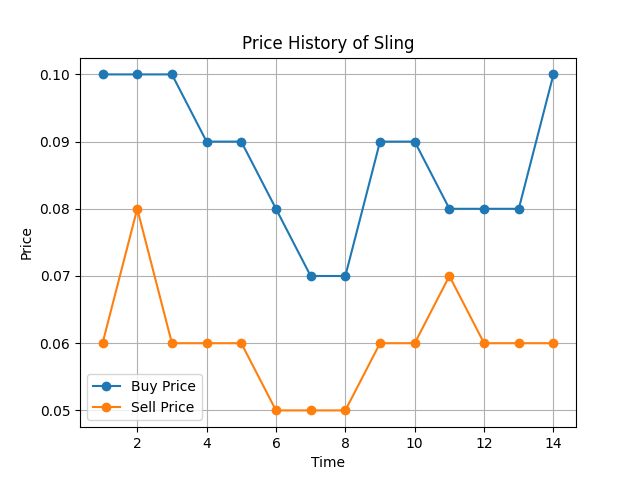 Price History of Sling
0.10
0.09
0.08
0.07
0.06
0.05
Price
Buy Price
Sell Price
2 4 6 8 10 12 14
Time